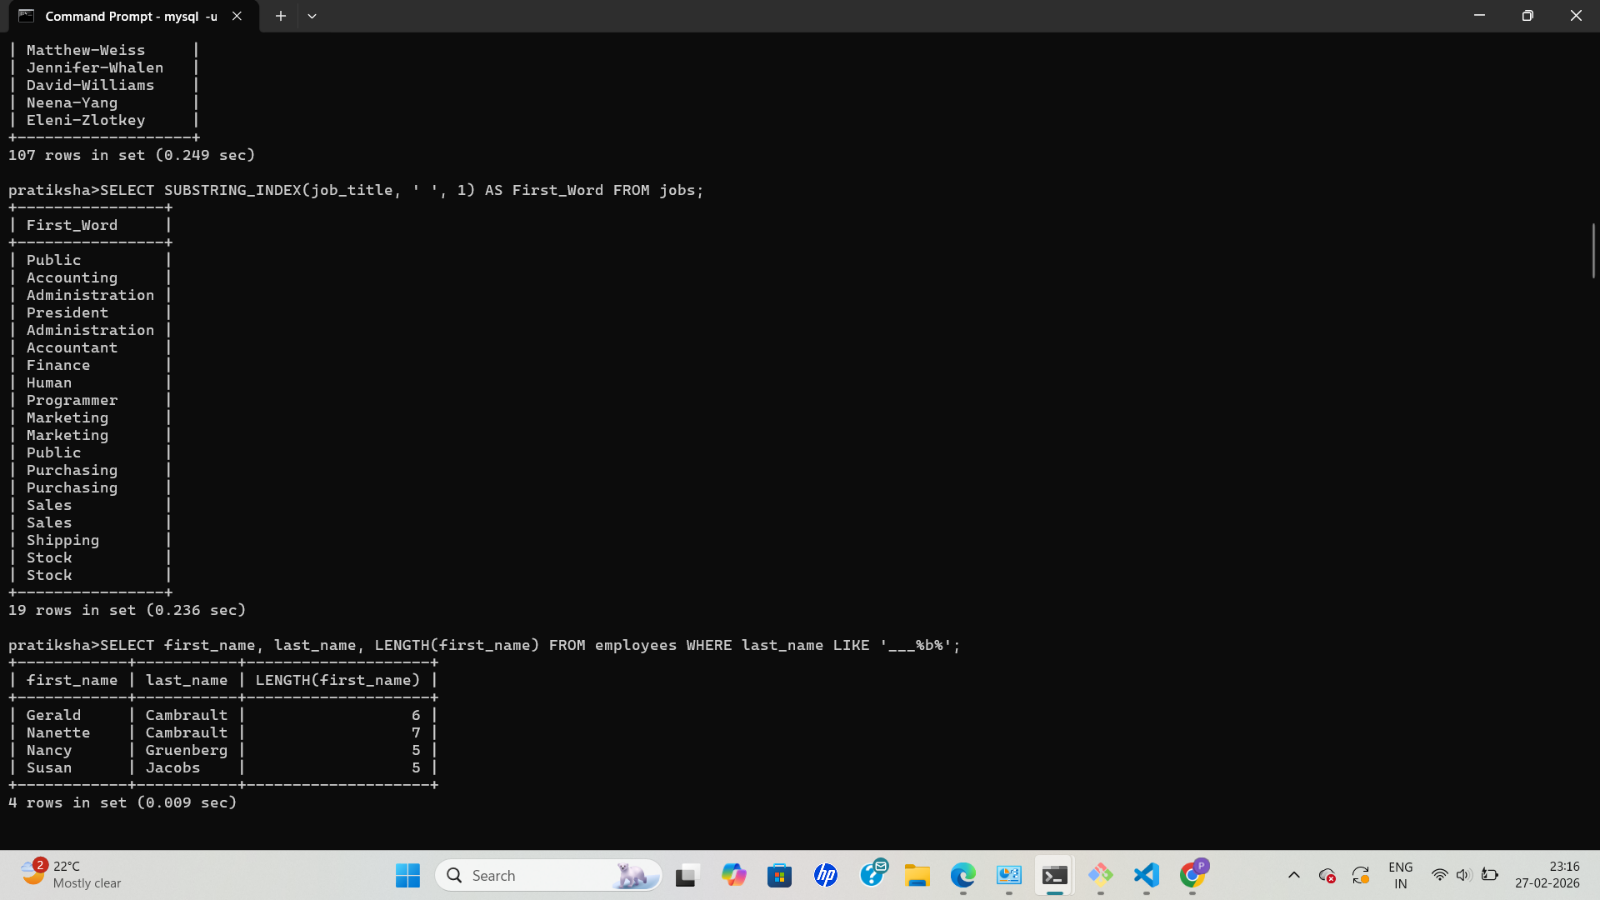 Command Prompt - mysql -u
| Matthew-Weiss |
| Jennifer-Whalen |
| David-Williams |
| Neena-Yang |
| Eleni-Zlotkey |
+-------------------+
107 rows in set (0.249 sec)
pratiksha>SELECT SUBSTRING_INDEX(job_title, ' ', 1) AS First_Word FROM jobs;
+----------------+
| First_Word |
+----------------+
| Public |
| Accounting |
| Administration |
| President |
| Administration |
| Accountant |
| Finance |
| Human |
| Programmer |
| Marketing |
| Marketing |
| Public |
| Purchasing |
| Purchasing |
| Sales |
| Sales |
| Shipping |
| Stock |
| Stock |
+----------------+
19 rows in set (0.236 sec)
pratiksha>SELECT first_name, last_name, LENGTH(first_name) FROM employees WHERE last_name LIKE '___%b%';
+------------+-----------+--------------------+
| first_name | last_name | LENGTH(first_name) |
+------------+-----------+--------------------+
| Gerald | Cambrault | 6 |
| Nanette | Cambrault | 7 |
| Nancy | Gruenberg | 5 |
| Susan | Jacobs | 5 |
+------------+-----------+--------------------+
4 rows in set (0.009 sec)
2
22°C
Mostly clear
Search
hp
P
ENG
IN
23:16
27-02-2026